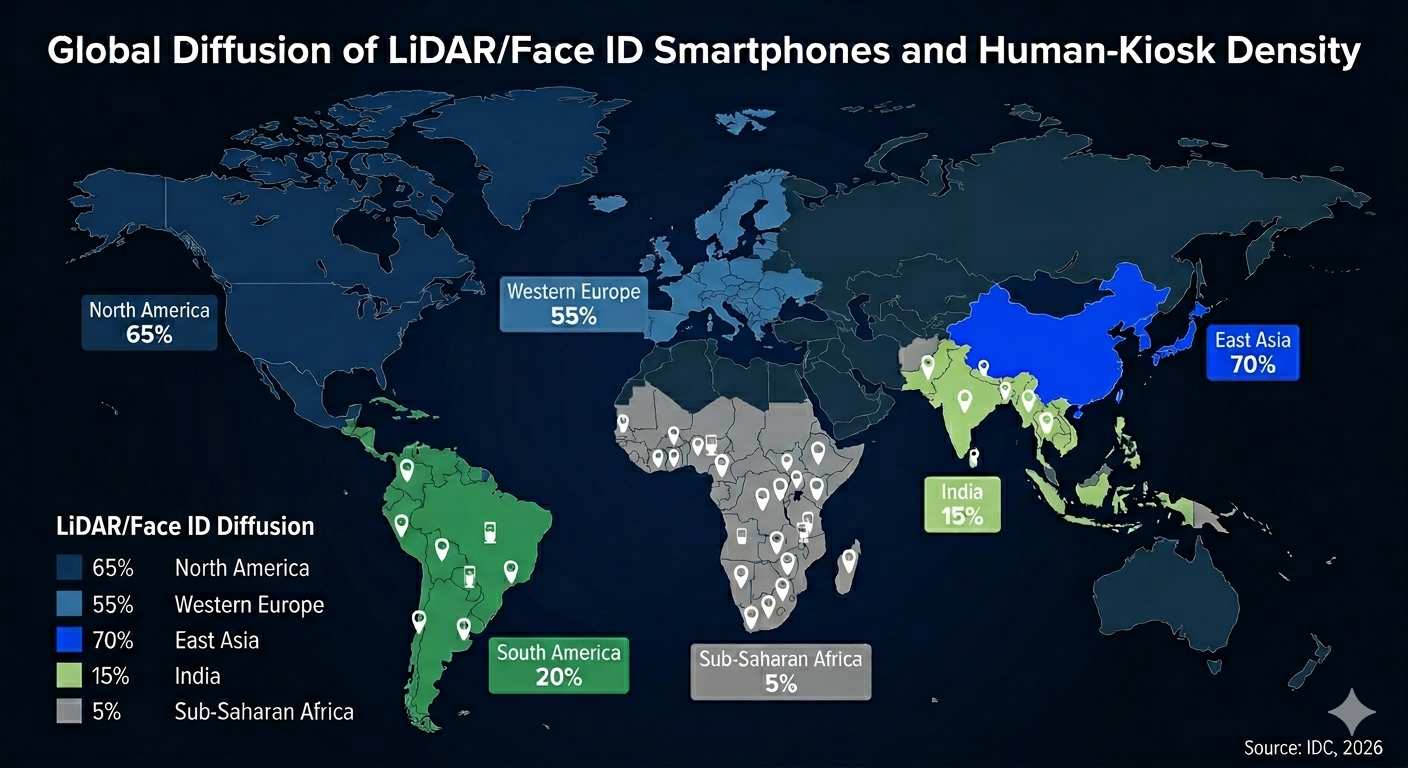 Global Diffusion of LiDAR/Face ID Smartphones and Human-Kiosk Density
North America
65%
Western Europe
55%
East Asia
70%
India
15%
South America
20%
Sub-Saharan Africa
5%
LiDAR/Face ID Diffusion
65% North America
55% Western Europe
70% East Asia
15% India
5% Sub-Saharan Africa
Source: IDC, 2026